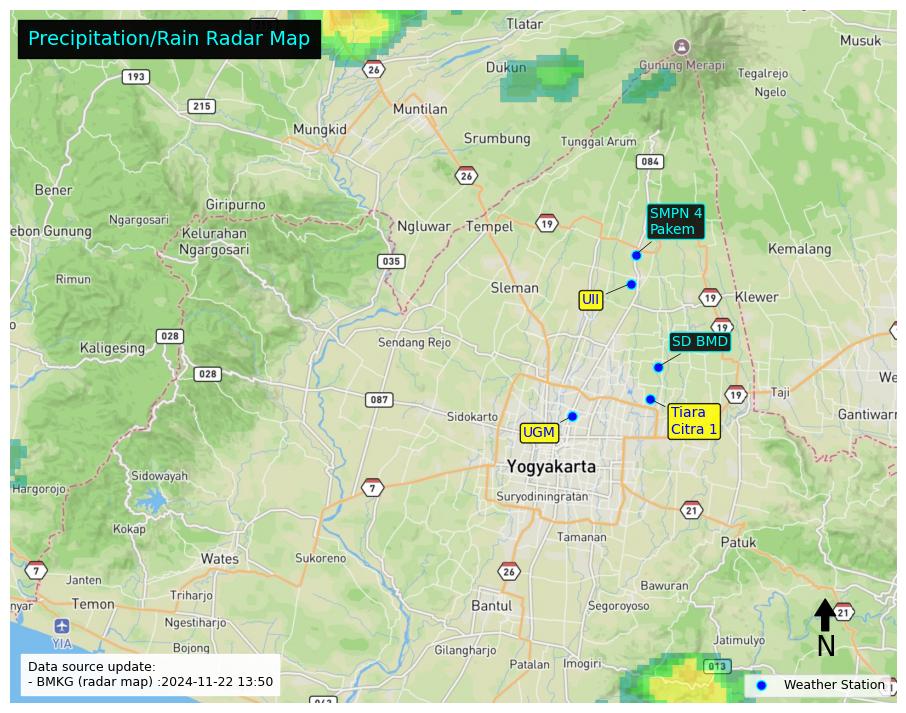 Precipitation/Rain Radar Map
Tlatar
Musuk
26
Dukun
Gunung Merapi
Tegalrejo
193
Ngelo
215
Muntilan
Mungkid
Srumbung
Tunggal Arum
084
26
Bener
Giripurno
SMPN 4
Pakem
Ngargosari
ebon Gunung
Kelurahan
Ngargosari
Ngluwar
Tempel
19
Kemalang
035
Rimun
Sleman
UII
19
Klewer
19
028
Kaligesing
Sendang Rejo
SD BMD
028
We
087
19
Taji
Sidokarto
Tiara
Citra 1
Gantiwarn
UGM
Yogyakarta
Sidowayah
Hargorojo
7
Suryodiningratan
21
Kokap
Tamanan
Patuk
Wates
Sukoreno
7
26
Janten
Bawuran
Triharjo
nyar
Temon
Bantul
Segoroyoso
21
Ngestiharjo
YIA
N
Bojong
Gilangharjo
Jatimulyo
Patalan
Imogiri
013
Data source update:
- BMKG (radar map) :2024-11-22 13:50
Weather Station